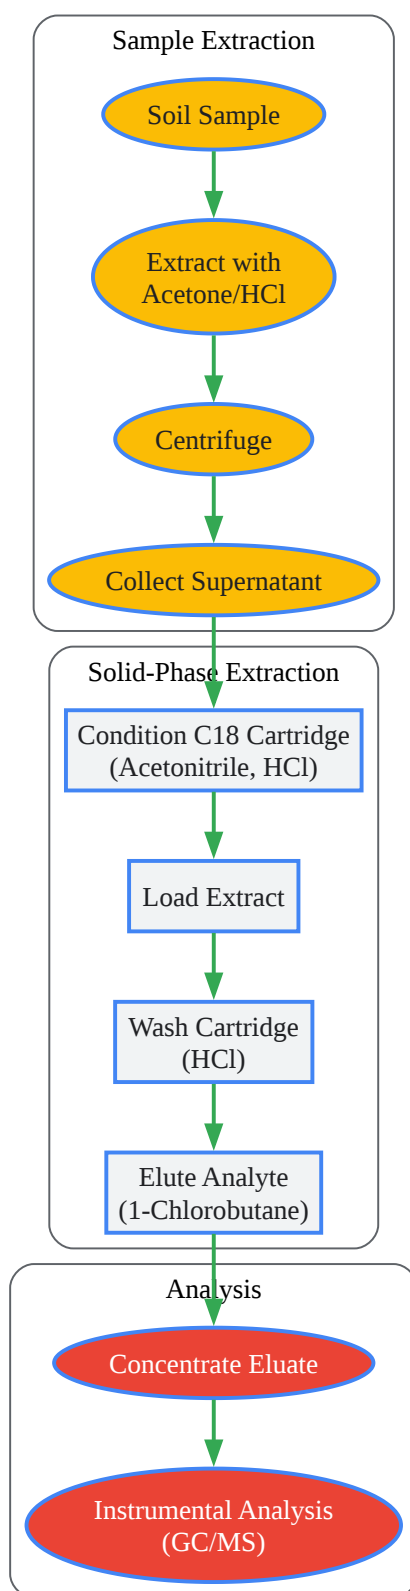 Sample Extraction
Soil Sample
Extract with
Acetone/HCl
Centrifuge
Collect Supernatant
Solid-Phase Extraction
Condition C18 Cartridge
(Acetonitrile, HCl)
Load Extract
Wash Cartridge
(HCl)
Elute Analyte
(1-Chlorobutane)
Analysis
Concentrate Eluate
Instrumental Analysis
(GC/MS)